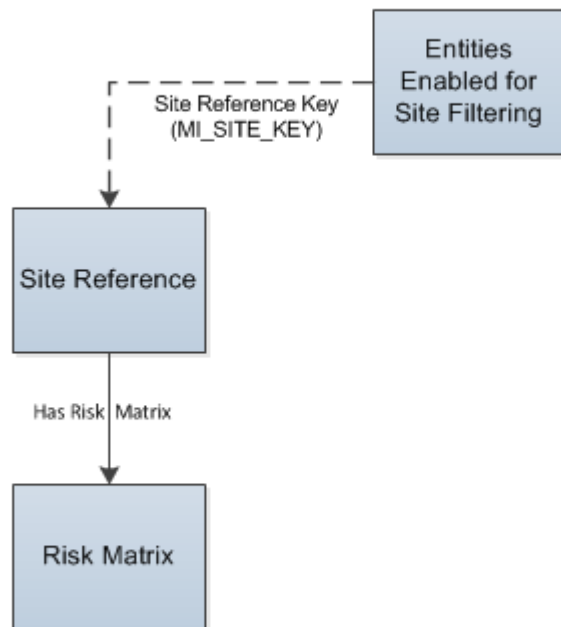 Entities
Enabled for
Site Filtering
Site Reference Key
(MI_SITE_KEY)
Site Reference
Has Risk Matrix
Risk Matrix